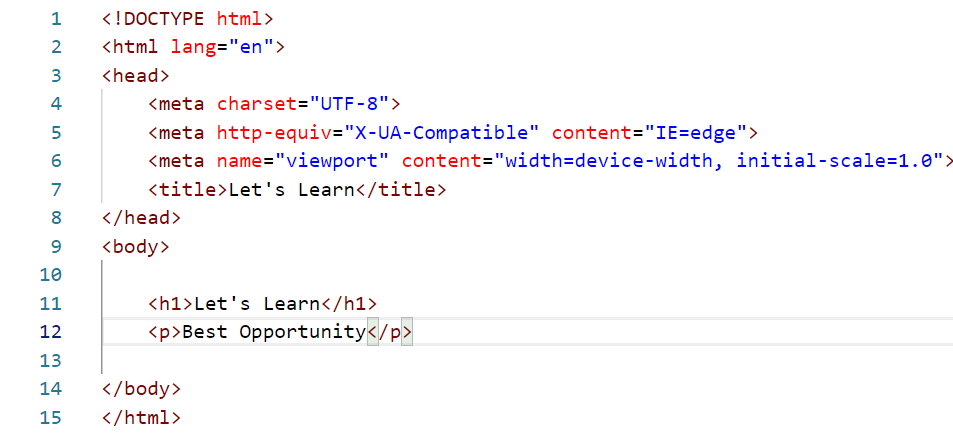 1 <!DOCTYPE html>
2 <html lang="en">
3 <head>
4     <meta charset="UTF-8">
5     <meta http-equiv="X-UA-Compatible" content="IE=edge">
6     <meta name="viewport" content="width=device-width, initial-scale=1.0">
7     <title>Let's Learn</title>
8 </head>
9 <body>
10
11     <h1>Let's Learn</h1>
12     <p>Best Opportunity</p>
13
14 </body>
15 </html>